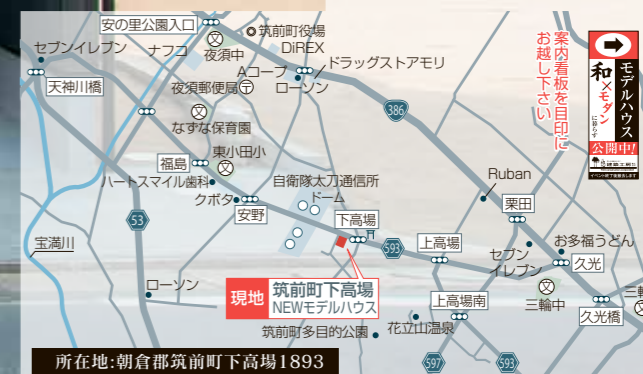 安の里公園入口
筑前町役場
セブンイレブン
ナフコ
夜須中
DiREX
ドラッグストアモリ
Aコープ
ローソン
天神川橋
夜須郵便局
なずな保育園
386
案内看板を目印に
お越し下さい
モデルハウス
和×モダン
に暮らす
公開中!
福島
東小田小
ハートスマイル歯科
クボタ
安野
自衛隊太刀通信所
ドーム
下高場
Ruban
栗田
53
593
上高場
セブン
イレブン
お多福うどん
久光
宝満川
ローソン
現地
筑前町下高場
NEWモデルハウス
上高場南
三輪中
三輪
久光橋
筑前町多目的公園
花立山温泉
597
593
所在地:朝倉郡筑前町下高場1893